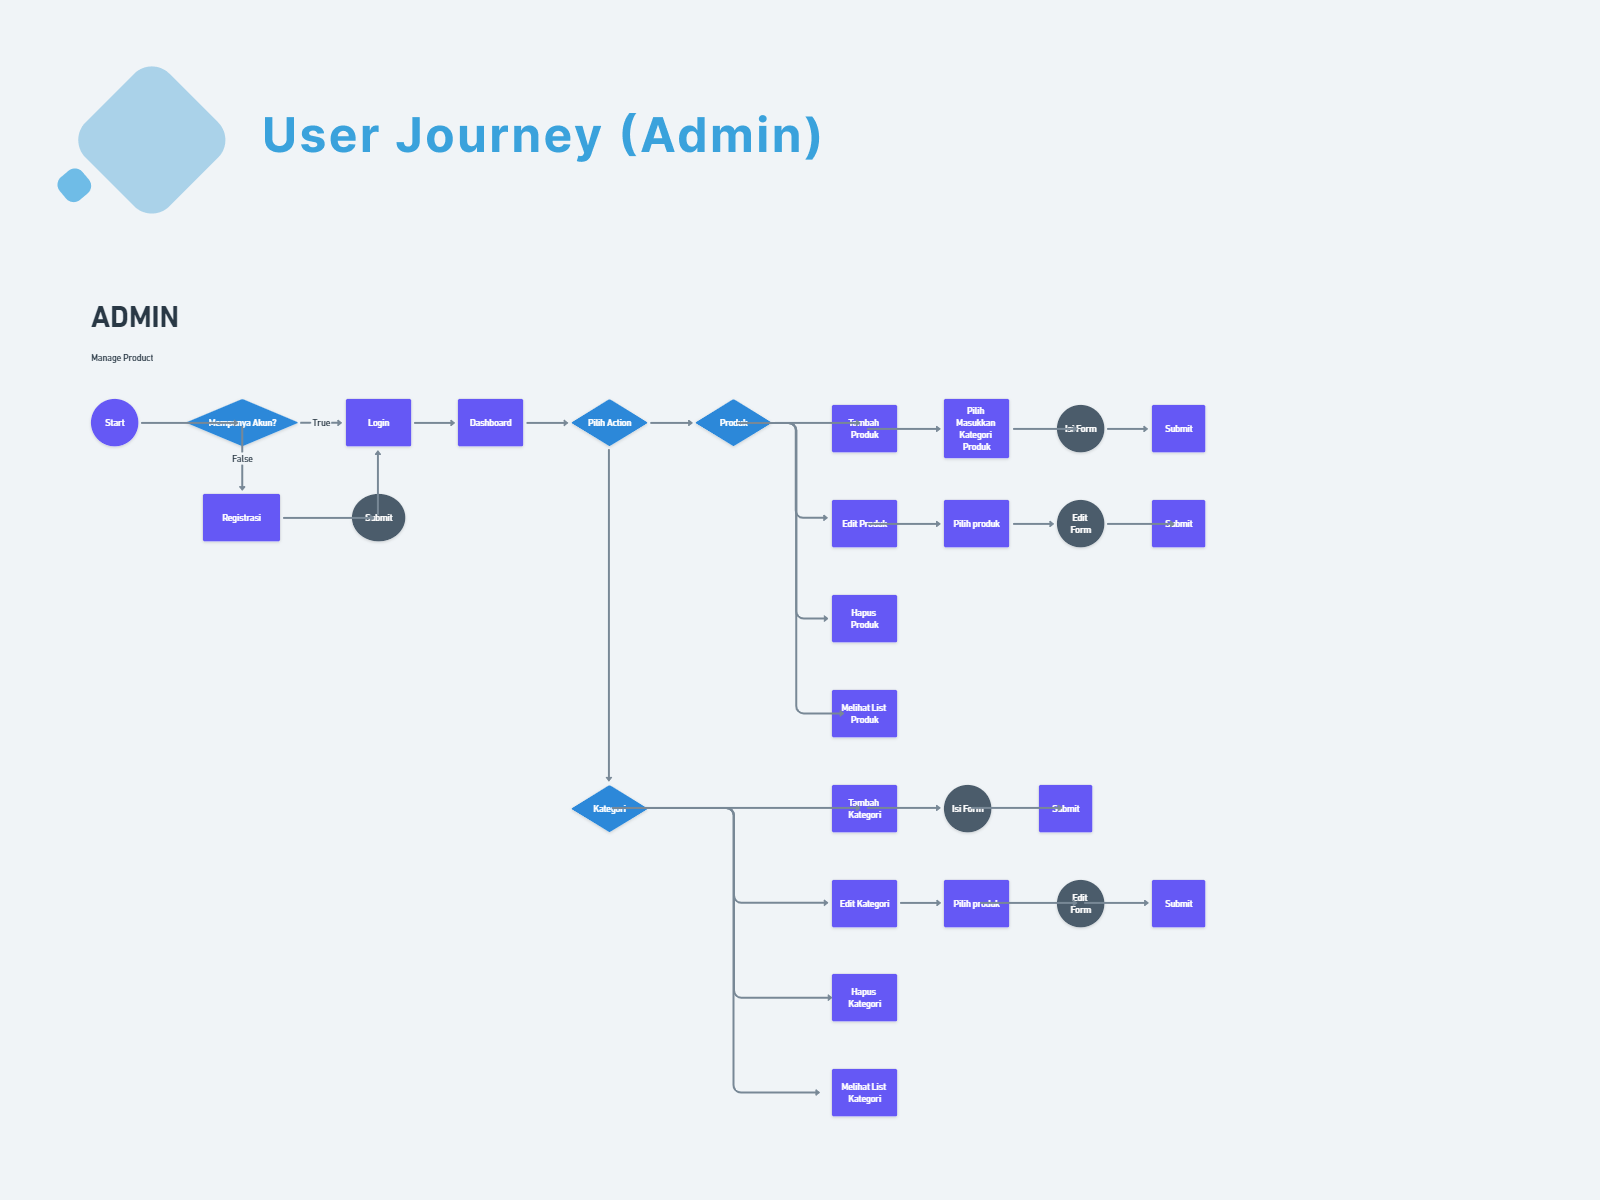 User Journey (Admin)
ADMIN
Manage Product
Start
Mempunya Akun?
True
Login
Dashboard
Pilih Action
Produk
Tambah
Produk
Pilih
Masukkan
Kategori
Produk
Isi Form
Submit
False
Registrasi
Submit
Edit Produk
Pilih produk
Edit
Form
Submit
Hapus
Produk
Melihat List
Produk
Kategori
Tambah
Kategori
Isi Form
Submit
Edit Kategori
Pilih produk
Edit
Form
Submit
Hapus
Kategori
Melihat List
Kategori